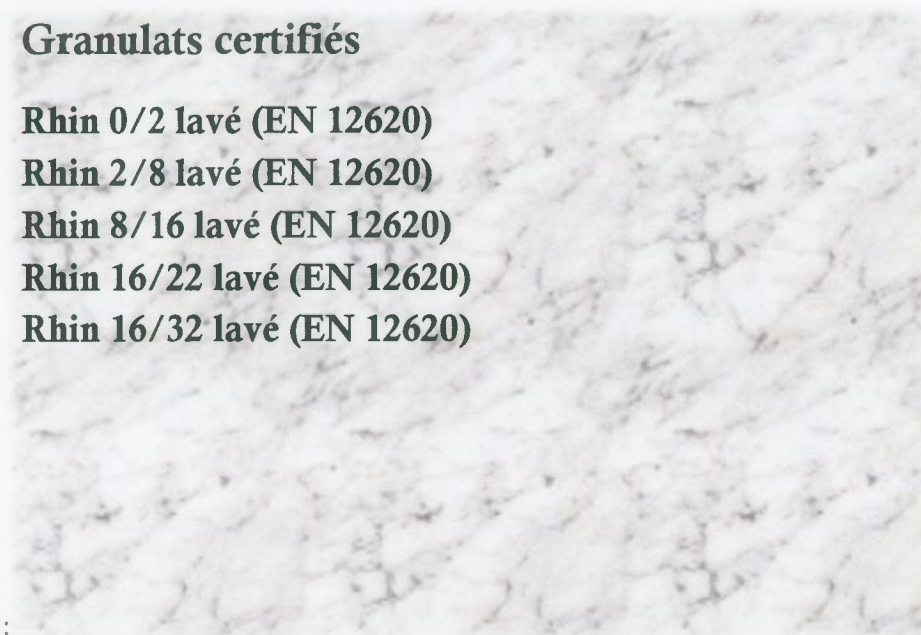 Granulats certifiés
Rhin 0/2 lavé (EN 12620)
Rhin 2/8 lavé (EN 12620)
Rhin 8/16 lavé (EN 12620)
Rhin 16/22 lavé (EN 12620)
Rhin 16/32 lavé (EN 12620)